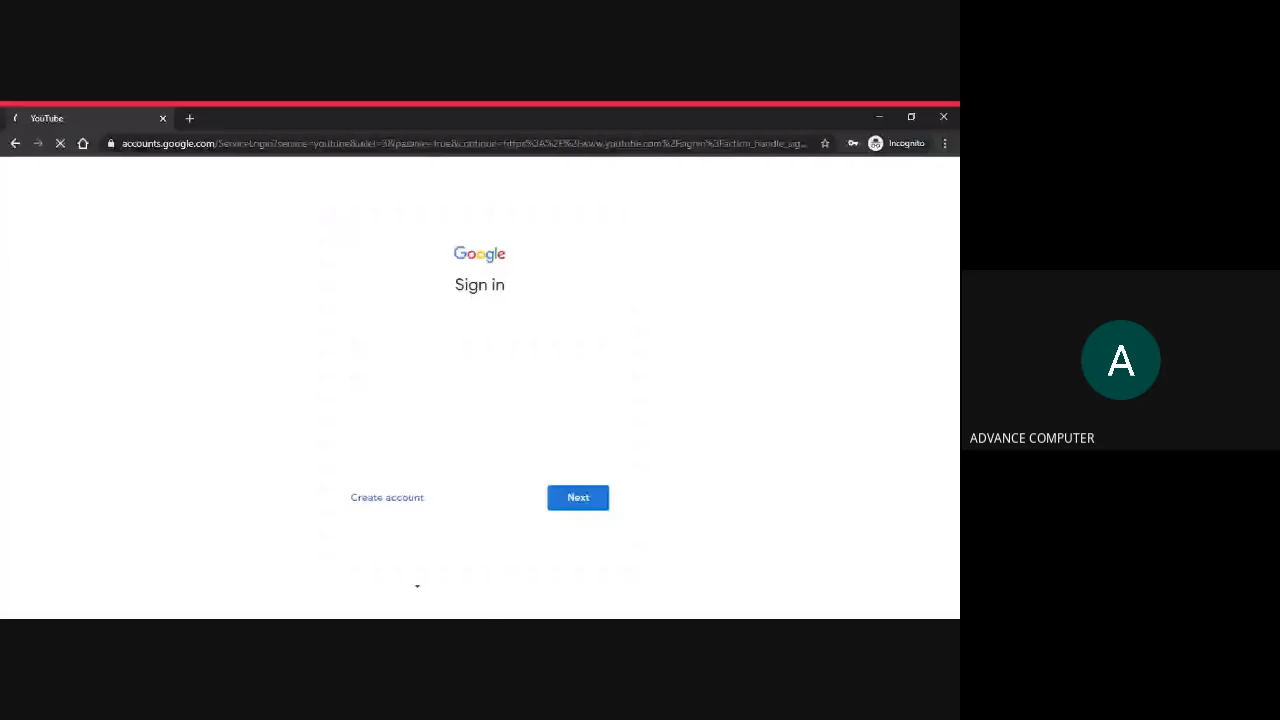 YouTube
accounts.google.com
Incognito
Google
Sign in
Create account
Next
A
ADVANCE COMPUTER